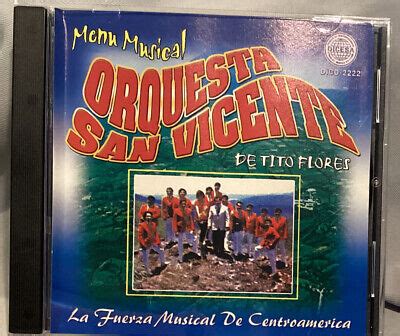 Menu Musical
DICESA
DICD 2222
ORQUESTA
SAN VICENTE
DE TITO FLORES
La Fuerza Musical De Centroamerica